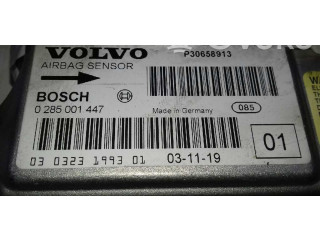 VOLVO
P30658913
AIRBAG SENSOR
BOSCH
0 285 001 447
Made in Germany
085
03 0323 1993 01
03-11-19
01